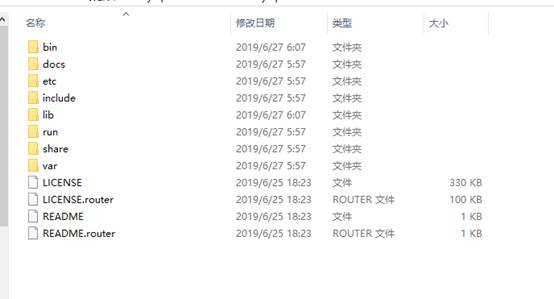 名称 修改日期 类型 大小
bin 2019/6/27 6:07 文件夹
docs 2019/6/27 5:57 文件夹
etc 2019/6/27 5:57 文件夹
include 2019/6/27 5:57 文件夹
lib 2019/6/27 6:07 文件夹
run 2019/6/27 5:57 文件夹
share 2019/6/27 5:57 文件夹
var 2019/6/27 5:57 文件夹
LICENSE 2019/6/25 18:23 文件 330 KB
LICENSE.router 2019/6/25 18:23 ROUTER 文件 100 KB
README 2019/6/25 18:23 文件 1 KB
README.router 2019/6/25 18:23 ROUTER 文件 1 KB